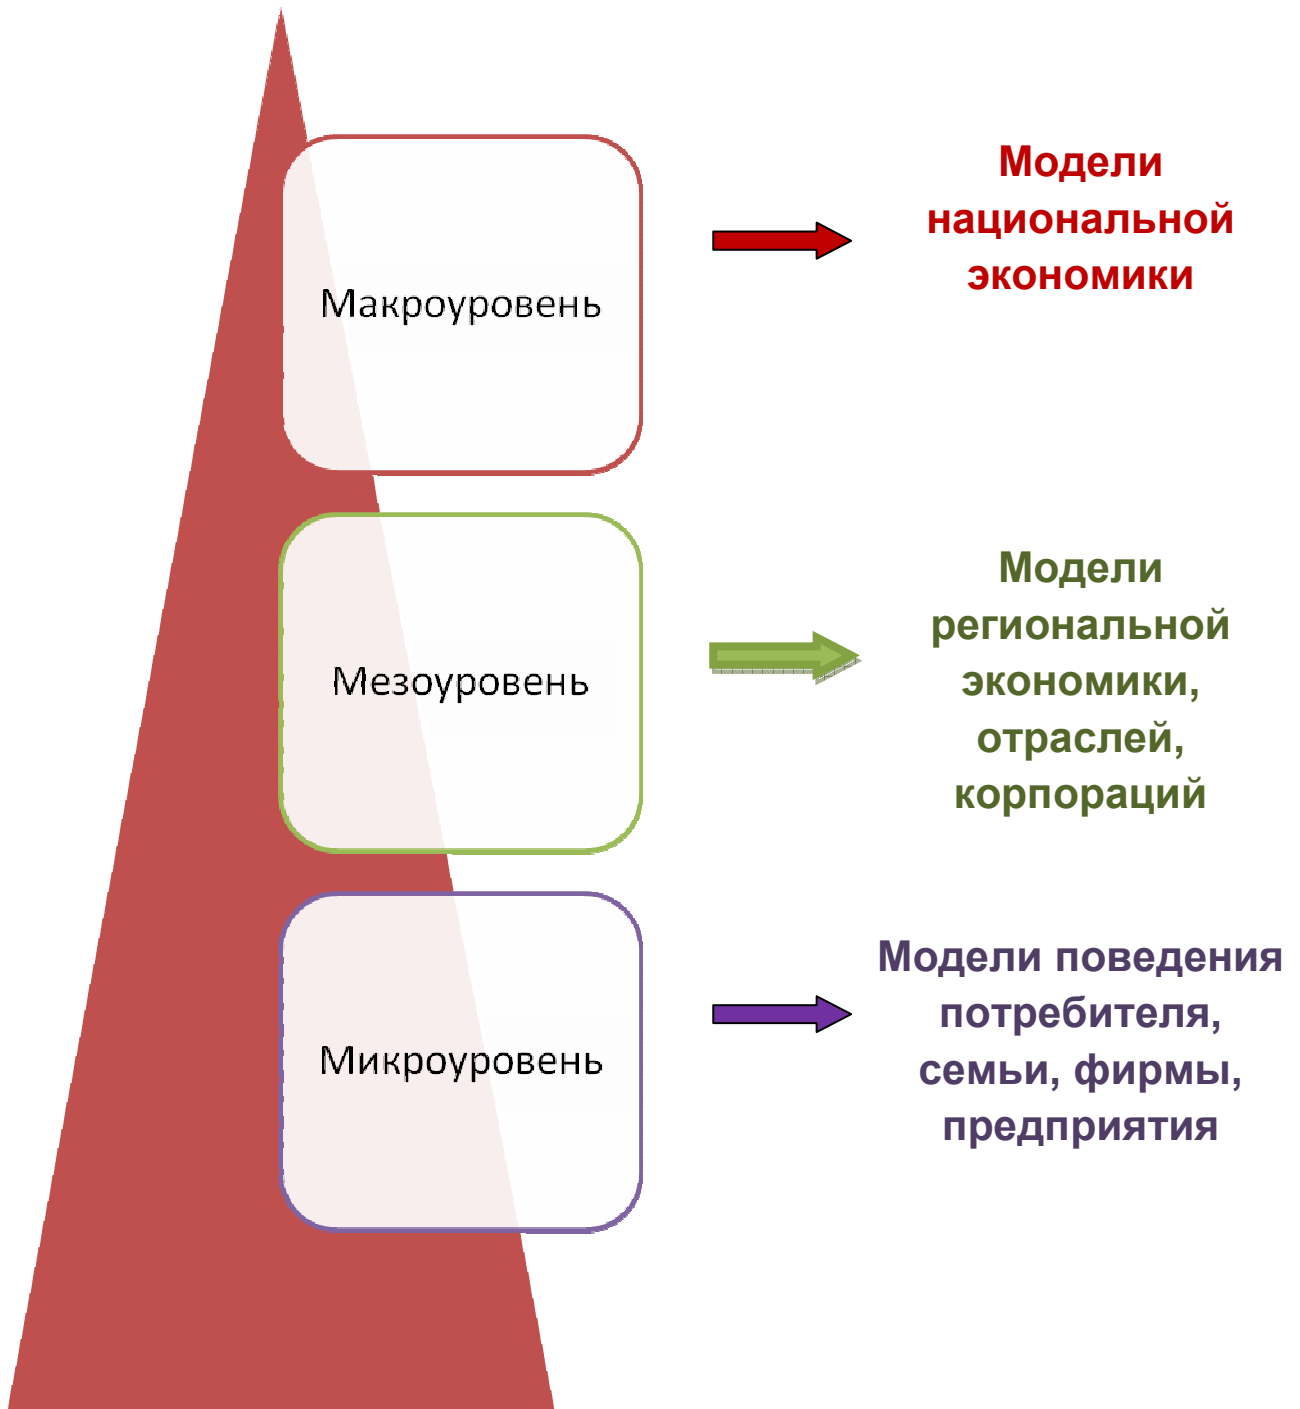 Макроуровень
Модели
национальной
экономики
Мезоуровень
Модели
региональной
экономики,
отраслей,
корпораций
Микроуровень
Модели поведения
потребителя,
семьи, фирмы,
предприятия